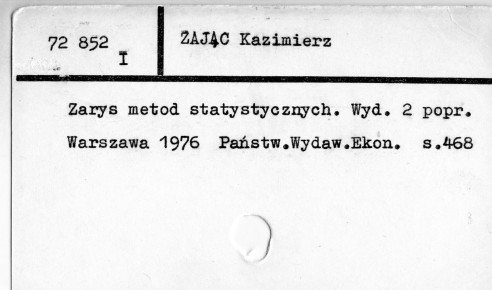 72 852 I
ZAJĄC Kazimierz
Zarys metod statystycznych. Wyd. 2 popr.
Warszawa 1976 Państw.Wydaw.Ekon. s.468